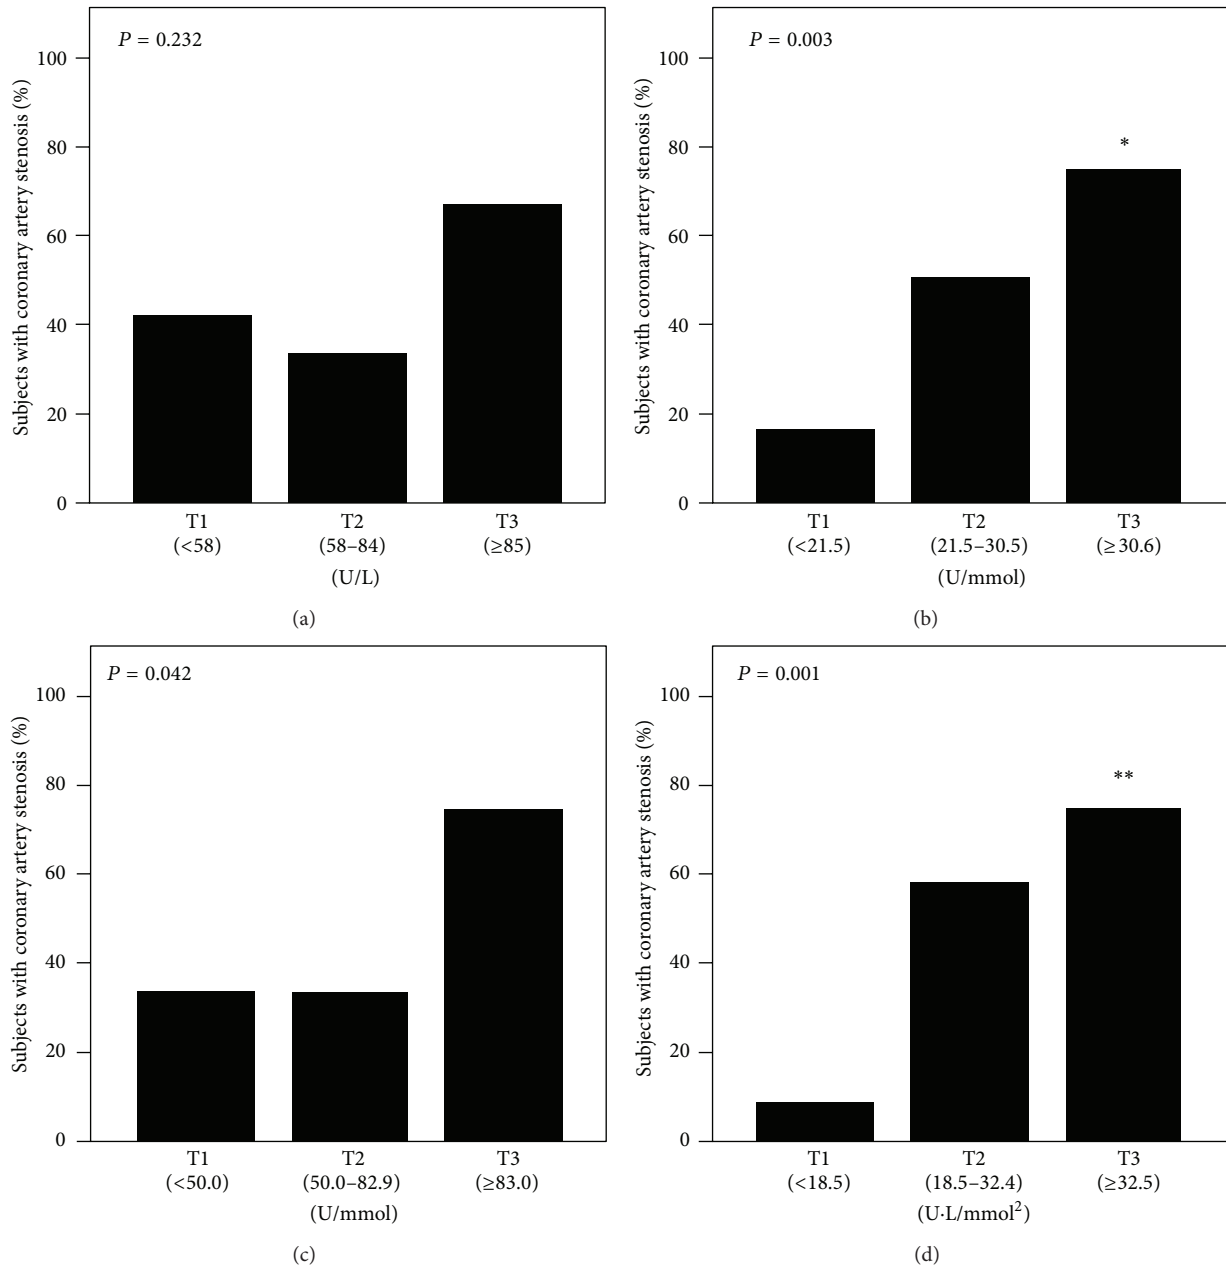 P = 0.232
Subjects with coronary artery stenosis (%)
100
80
60
40
20
0
T1 T2 T3
(<58) (58–84) (≥85)
(U/L)
(a)
P = 0.003
Subjects with coronary artery stenosis (%)
100
80
60
40
20
0
*
T1 T2 T3
(<21.5) (21.5–30.5) (≥30.6)
(U/mmol)
(b)
P = 0.042
Subjects with coronary artery stenosis (%)
100
80
60
40
20
0
T1 T2 T3
(<50.0) (50.0–82.9) (≥83.0)
(U/mmol)
(c)
P = 0.001
Subjects with coronary artery stenosis (%)
100
80
60
40
20
0
**
T1 T2 T3
(<18.5) (18.5–32.4) (≥32.5)
(U·L/mmol²)
(d)